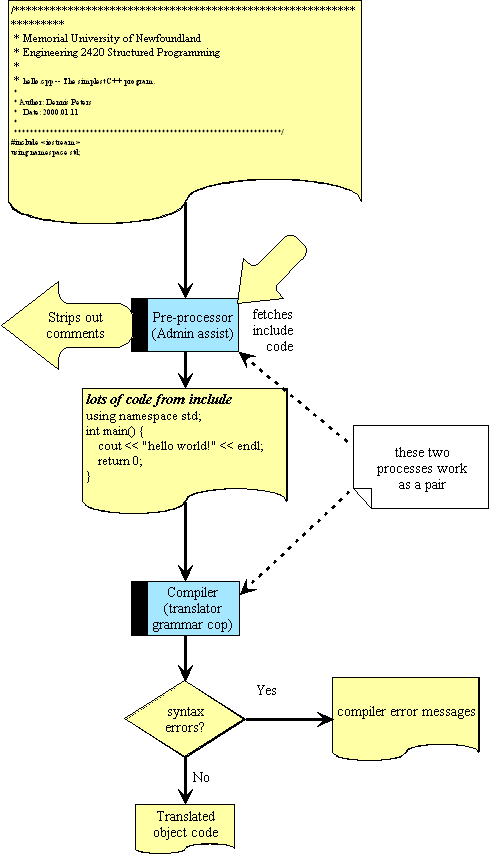 /******************************************************
*********
* Memorial University of Newfoundland
* Engineering 2420 Structured Programming
*
* hello.cpp -- The simplest C++ program.
*
* Author: Dennis Peters
* Date: 2000.01.11
*
*******************************************************************/
#include <iostream>
using namespace std;
Strips out
comments
Pre-processor
(Admin assist)
fetches
include
code
lots of code from include
using namespace std;
int main() {
cout << "hello world!" << endl;
return 0;
}
these two
processes work
as a pair
Compiler
(translator
grammar cop)
syntax
errors?
Yes
compiler error messages
No
Translated
object code